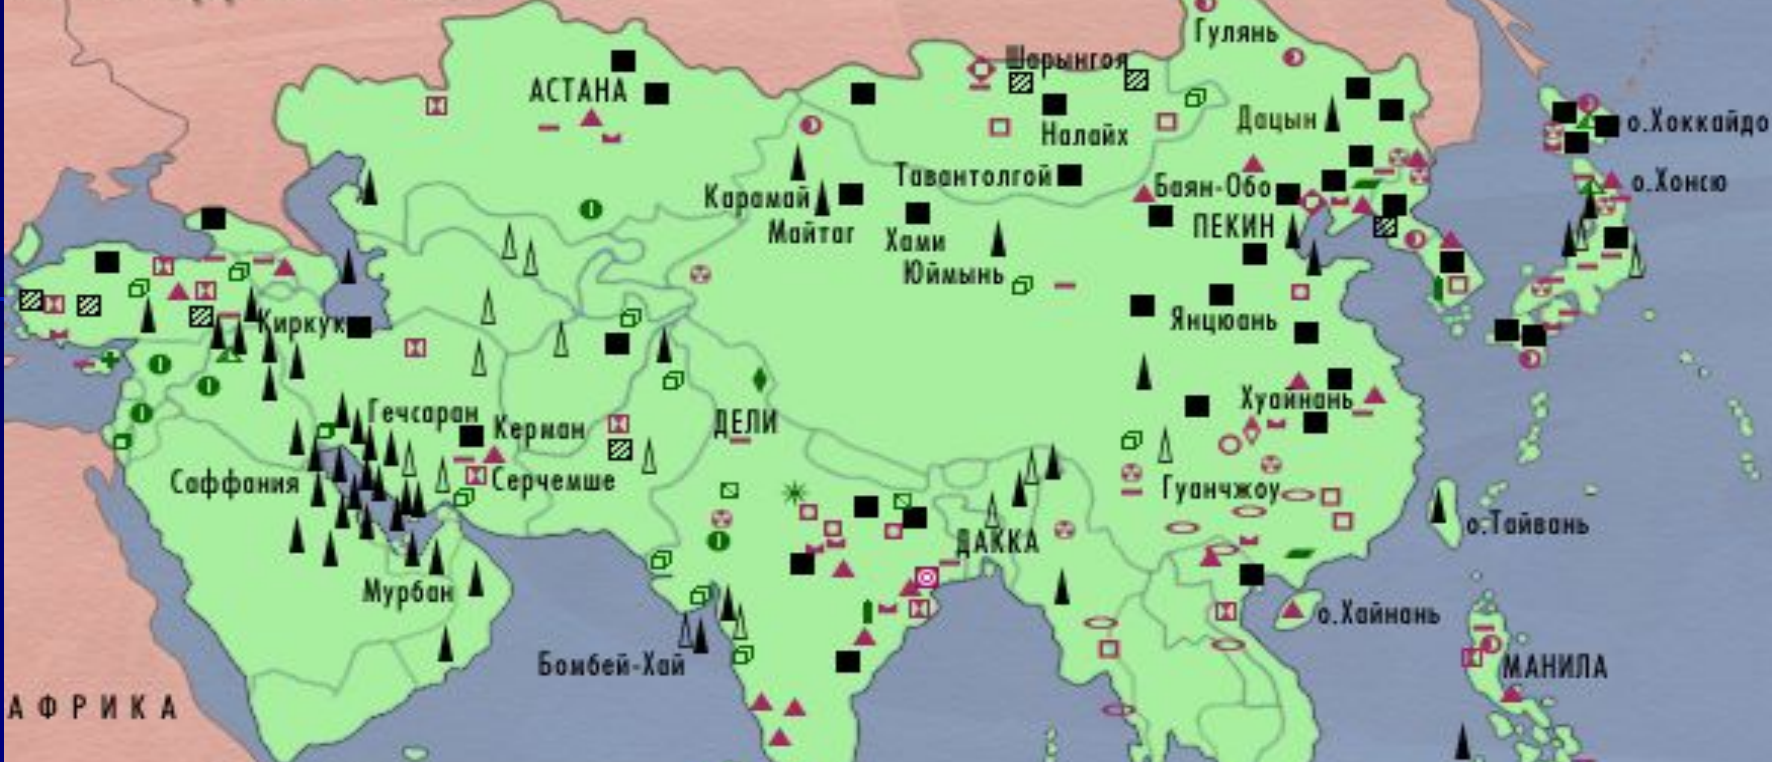 Гулянь
Шарынгол
АСТАНА
Налайх
Дацын
о.Хоккайдо
Карамай
Тавантолгой
Баян-Обо
о.Хонсю
Майтаг
Хами
ПЕКИН
Юймынь
Киркук
Янцюань
Гечсаран
Керман
ДЕЛИ
Хуайнань
Саффания
Серчемше
Гуанчжоу
ДАККА
о.Тайвань
Мурбан
о.Хайнань
Бомбей-Хай
МАНИЛА
АФРИКА